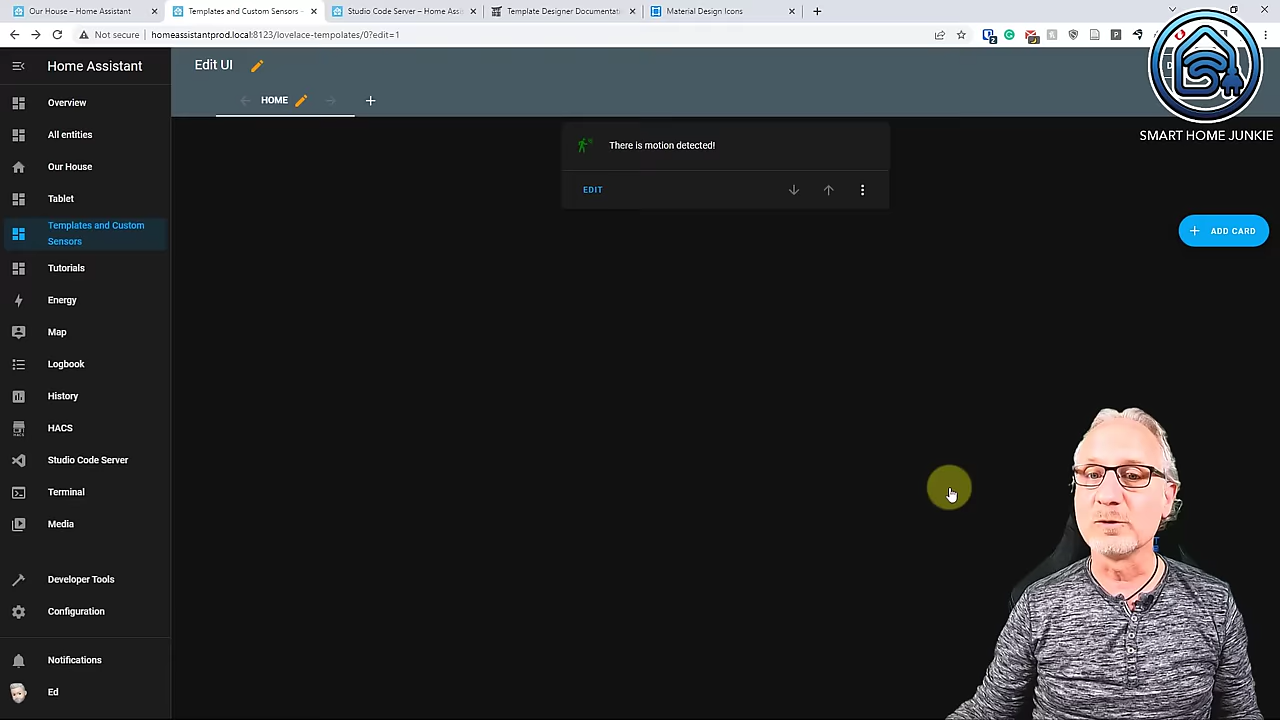 Our House – Home Assistant
Templates and Custom Sensors –
Studio Code Server – Home Assis
Template Designer Documentati
Material Design Icons
Not secure
homeassistantprod.local:8123/lovelace-templates/0?edit=1
Home Assistant
Edit UI
HOME
SMART HOME JUNKIE
Overview
All entities
Our House
Tablet
Templates and Custom
Sensors
Tutorials
Energy
Map
Logbook
History
HACS
Studio Code Server
Terminal
Media
Developer Tools
Configuration
Notifications
Ed
There is motion detected!
EDIT
ADD CARD